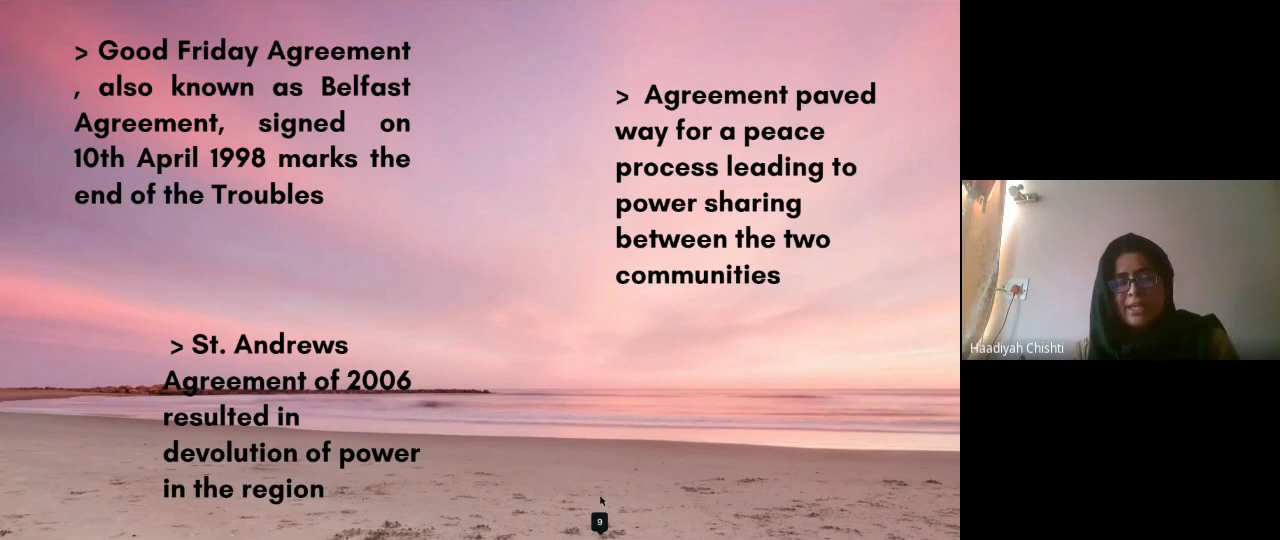 > Good Friday Agreement
, also known as Belfast
Agreement, signed on
10th April 1998 marks the
end of the Troubles
> Agreement paved
way for a peace
process leading to
power sharing
between the two
communities
> St. Andrews
Agreement of 2006
resulted in
devolution of power
in the region
9
Haadiyah Chishti